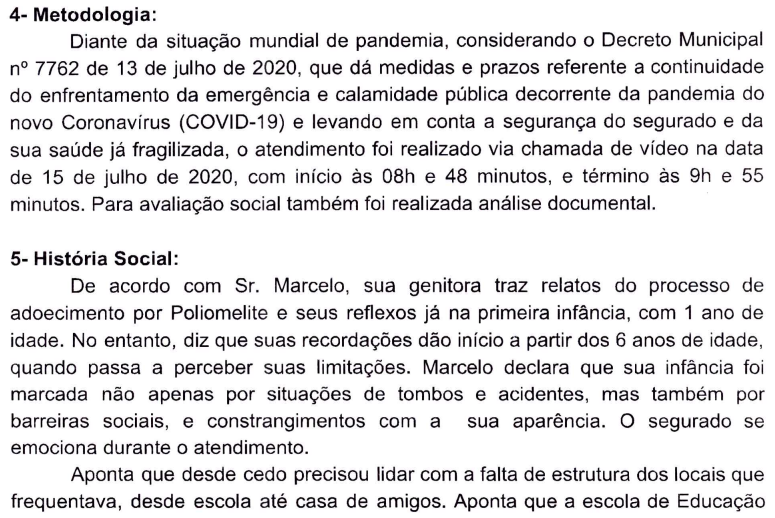 4- Metodologia:
Diante da situação mundial de pandemia, considerando o Decreto Municipal
nº 7762 de 13 de julho de 2020, que dá medidas e prazos referente a continuidade
do enfrentamento da emergência e calamidade pública decorrente da pandemia do
novo Coronavírus (COVID-19) e levando em conta a segurança do segurado e da
sua saúde já fragilizada, o atendimento foi realizado via chamada de vídeo na data
de 15 de julho de 2020, com início às 08h e 48 minutos, e término às 9h e 55
minutos. Para avaliação social também foi realizada análise documental.
5- História Social:
De acordo com Sr. Marcelo, sua genitora traz relatos do processo de
adoecimento por Poliomelite e seus reflexos já na primeira infância, com 1 ano de
idade. No entanto, diz que suas recordações dão início a partir dos 6 anos de idade,
quando passa a perceber suas limitações. Marcelo declara que sua infância foi
marcada não apenas por situações de tombos e acidentes, mas também por
barreiras sociais, e constrangimentos com a sua aparência. O segurado se
emociona durante o atendimento.
Aponta que desde cedo precisou lidar com a falta de estrutura dos locais que
frequentava, desde escola até casa de amigos. Aponta que a escola de Educação